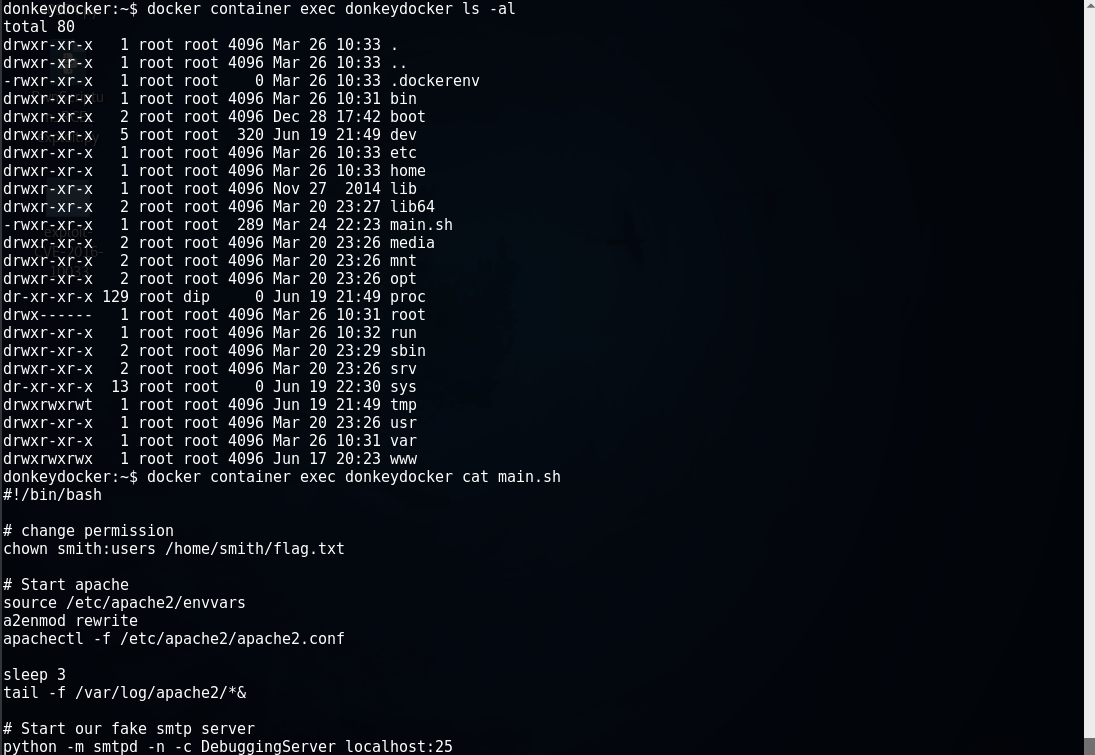 donkeydocker:~$ docker container exec donkeydocker ls -al
total 80
drwxr-xr-x   1 root root 4096 Mar 26 10:33 .
drwxr-xr-x   1 root root 4096 Mar 26 10:33 ..
-rwxr-xr-x   1 root root    0 Mar 26 10:33 .dockerenv
drwxr-xr-x   1 root root 4096 Mar 26 10:31 bin
drwxr-xr-x   2 root root 4096 Dec 28 17:42 boot
drwxr-xr-x   5 root root  320 Jun 19 21:49 dev
drwxr-xr-x   1 root root 4096 Mar 26 10:33 etc
drwxr-xr-x   1 root root 4096 Mar 26 10:33 home
drwxr-xr-x   1 root root 4096 Nov 27  2014 lib
drwxr-xr-x   2 root root 4096 Mar 20 23:27 lib64
-rwxr-xr-x   1 root root  289 Mar 24 22:23 main.sh
drwxr-xr-x   2 root root 4096 Mar 20 23:26 media
drwxr-xr-x   2 root root 4096 Mar 20 23:26 mnt
drwxr-xr-x   2 root root 4096 Mar 20 23:26 opt
dr-xr-xr-x 129 root dip     0 Jun 19 21:49 proc
drwx------   1 root root 4096 Mar 26 10:31 root
drwxr-xr-x   1 root root 4096 Mar 26 10:32 run
drwxr-xr-x   2 root root 4096 Mar 20 23:29 sbin
drwxr-xr-x   2 root root 4096 Mar 20 23:26 srv
dr-xr-xr-x  13 root root    0 Jun 19 22:30 sys
drwxrwxrwt   1 root root 4096 Jun 19 21:49 tmp
drwxr-xr-x   1 root root 4096 Mar 20 23:26 usr
drwxr-xr-x   1 root root 4096 Mar 26 10:31 var
drwxrwxrwx   1 root root 4096 Jun 17 20:23 www
donkeydocker:~$ docker container exec donkeydocker cat main.sh
#!/bin/bash

# change permission
chown smith:users /home/smith/flag.txt

# Start apache
source /etc/apache2/envvars
a2enmod rewrite
apachectl -f /etc/apache2/apache2.conf

sleep 3
tail -f /var/log/apache2/*&

# Start our fake smtp server
python -m smtpd -n -c DebuggingServer localhost:25